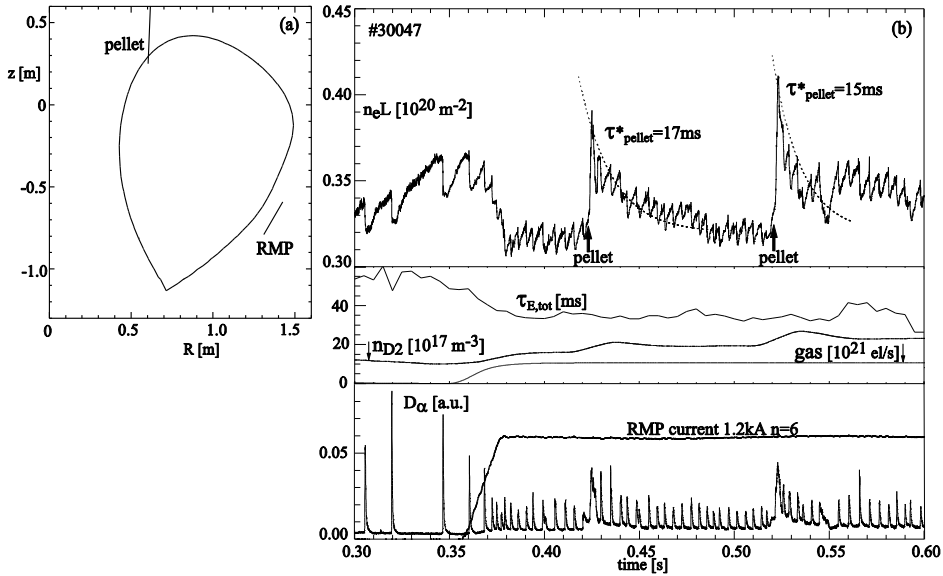 0.5
(a)
pellet
z [m]
0
-0.5
RMP
-1.0
0 0.5 1.0 1.5
R [m]
0.45
#30047
(b)
τ*pellet=15ms
0.40
neL [10^20 m-2]
τ*pellet=17ms
0.35
0.30
pellet
pellet
τE,tot [ms]
40
nD2 [10^17 m-3]
gas [10^21 el/s]
20
0
Dα [a.u.]
RMP current 1.2kA n=6
0.05
0.00
0.30 0.35 0.40 0.45 0.50 0.55 0.60
time [s]